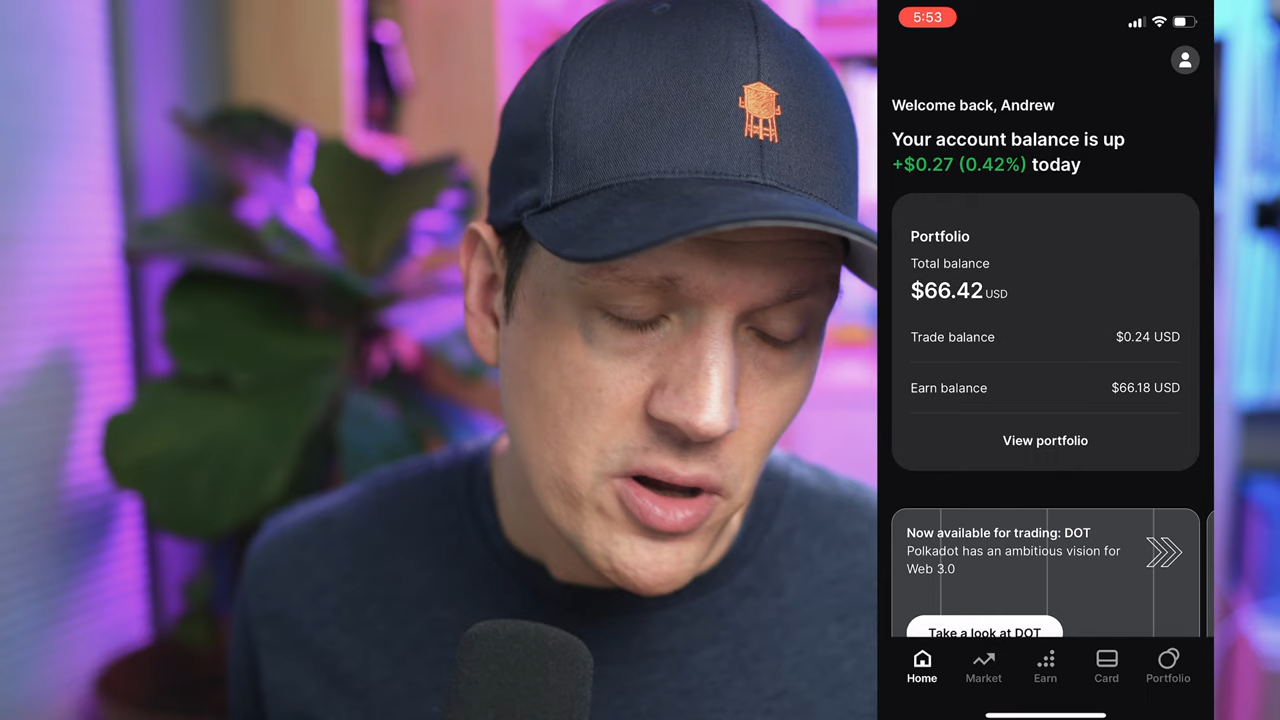 5:53
Welcome back, Andrew
Your account balance is up
+$0.27 (0.42%) today
Portfolio
Total balance
$66.42 USD
Trade balance $0.24 USD
Earn balance $66.18 USD
View portfolio
Now available for trading: DOT
Polkadot has an ambitious vision for
Web 3.0
Take a look at DOT
Home Market Earn Card Portfolio